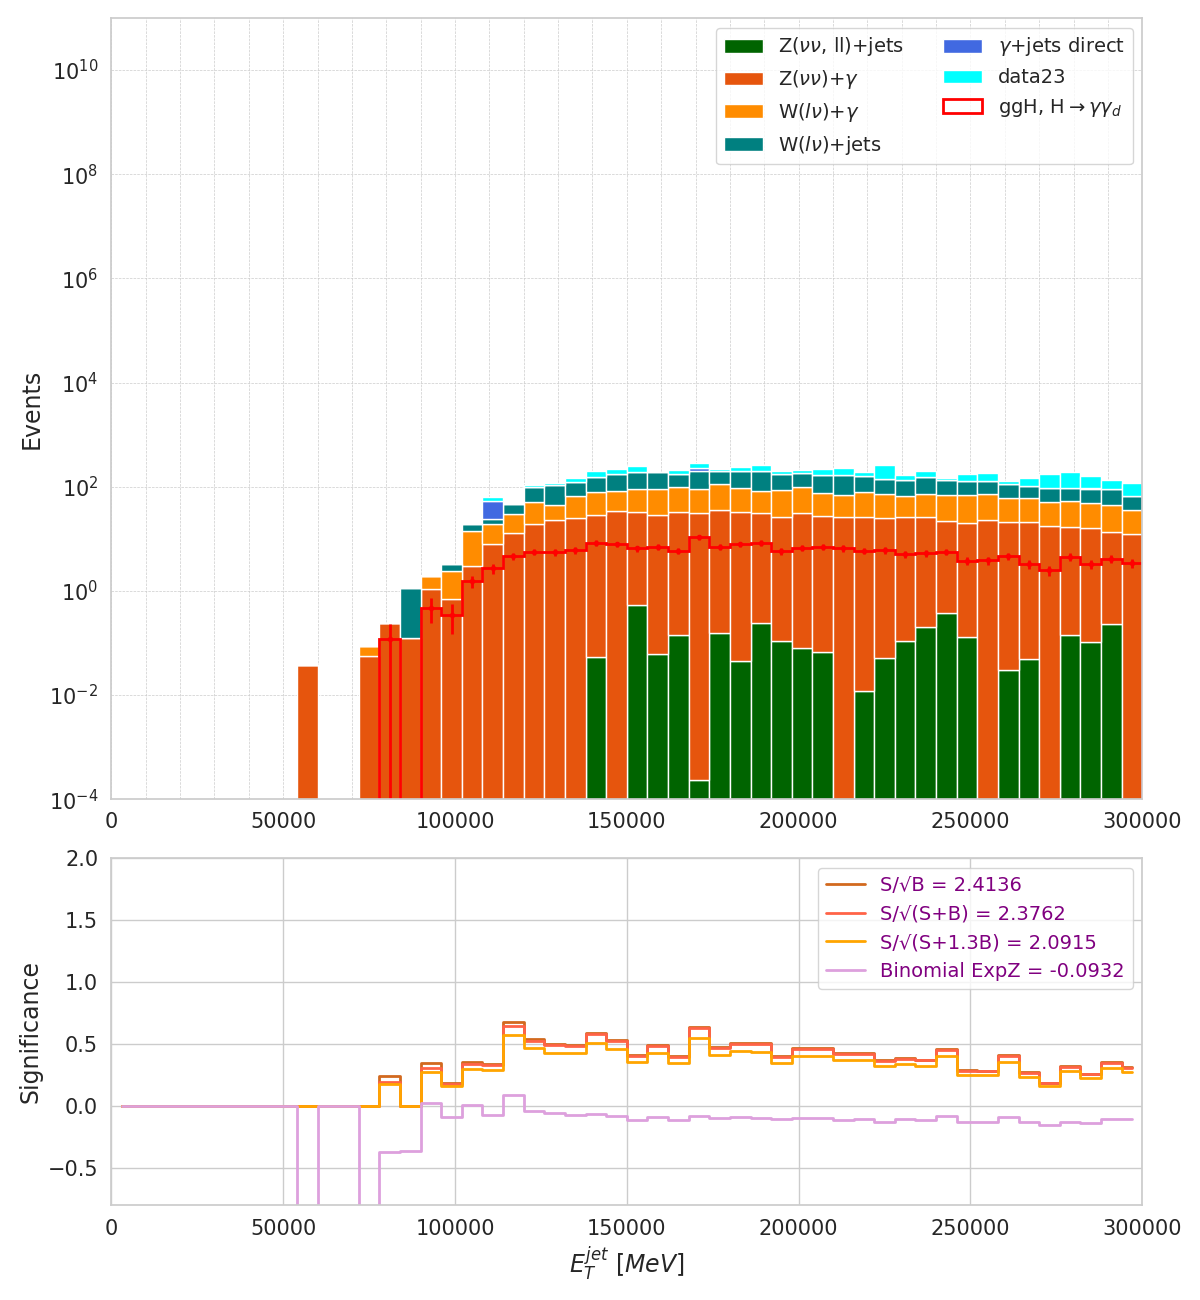 Z(νν, ll)+jets
Z(νν)+γ
W(lν)+γ
W(lν)+jets
γ+jets direct
data23
ggH, H→γγ_d
Events
10^10
10^8
10^6
10^4
10^2
10^0
10^−2
10^−4
0 50000 100000 150000 200000 250000 300000
S/√B = 2.4136
S/√(S+B) = 2.3762
S/√(S+1.3B) = 2.0915
Binomial ExpZ = -0.0932
Significance
2.0
1.5
1.0
0.5
0.0
−0.5
0 50000 100000 150000 200000 250000 300000
E_T^jet [MeV]